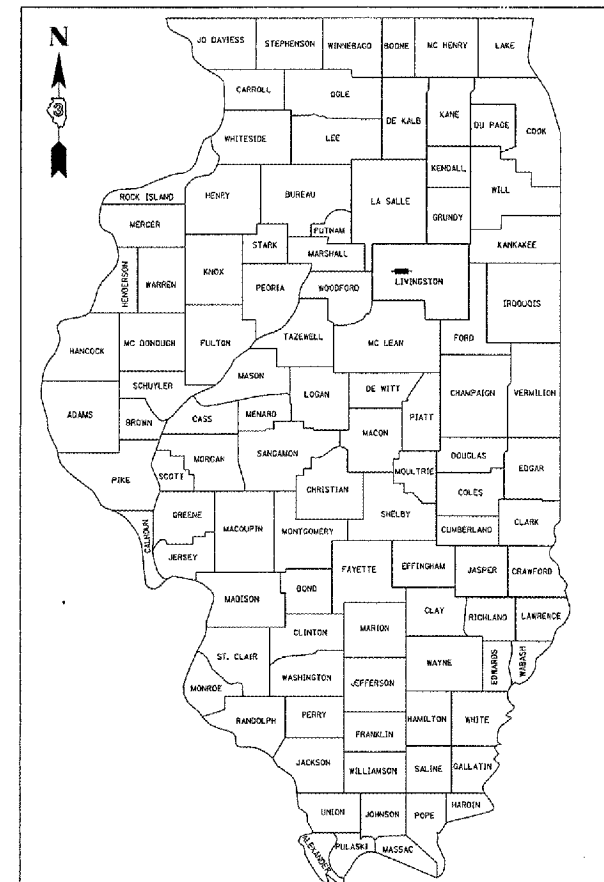 N
3
JO DAVIESS
STEPHENSON
WINNEBAGO
BOONE
MC HENRY
LAKE
CARROLL
OGLE
DE KALB
KANE
DU PAGE
COOK
WHITESIDE
LEE
KENDALL
WILL
ROCK ISLAND
HENRY
BUREAU
LA SALLE
GRUNDY
MERCER
PUTNAM
KANKAKEE
STARK
MARSHALL
HENDERSON
WARREN
KNOX
PEORIA
WOODFORD
LIVINGSTON
IROQUOIS
HANCOCK
MC DONOUGH
FULTON
TAZEWELL
MC LEAN
FORD
MASON
SCHUYLER
LOGAN
DE WITT
CHAMPAIGN
VERMILION
ADAMS
BROWN
CASS
MENARD
PIATT
MACON
MORGAN
SANGAMON
DOUGLAS
EDGAR
PIKE
SCOTT
CHRISTIAN
MOULTRIE
COLES
GREENE
MACOUPIN
MONTGOMERY
SHELBY
CUMBERLAND
CLARK
CALHOUN
JERSEY
FAYETTE
EFFINGHAM
JASPER
CRAWFORD
MADISON
BOND
CLAY
RICHLAND
LAWRENCE
CLINTON
MARION
ST. CLAIR
WAYNE
EDWARDS
WABASH
MONROE
WASHINGTON
JEFFERSON
RANDOLPH
PERRY
HAMILTON
WHITE
FRANKLIN
JACKSON
WILLIAMSON
SALINE
GALLATIN
UNION
JOHNSON
POPE
HARDIN
ALEXANDER
PULASKI
MASSAC